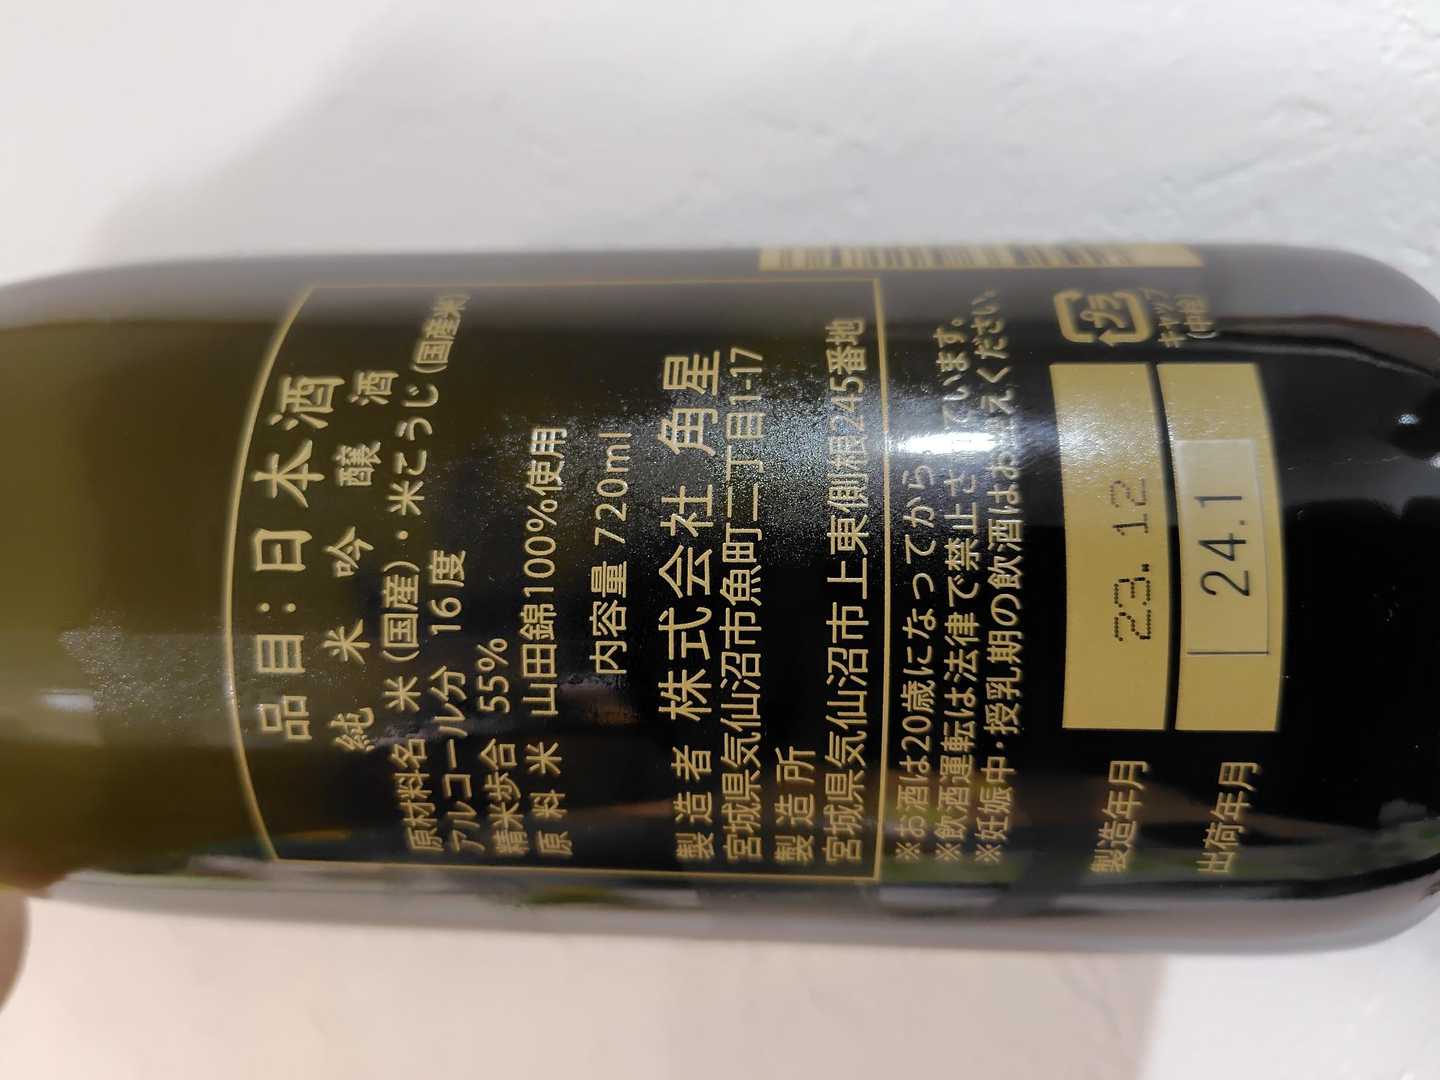 品目:日本酒
純米吟醸酒
原材料名 米(国産)・米こうじ(国産米)
アルコール分 16度
精米歩合 55%
原料米 山田錦100%使用
内容量 720ml
製造者 株式会社 角星
宮城県気仙沼市魚町二丁目1-17
製造所
宮城県気仙沼市上東側根245番地
※お酒は20歳になってから。
※飲酒運転は法律で禁止されています。
※妊娠中・授乳期の飲酒はお控えください。
プラ
キャップ
(中栓)
製造年月 23.12
出荷年月 24.1